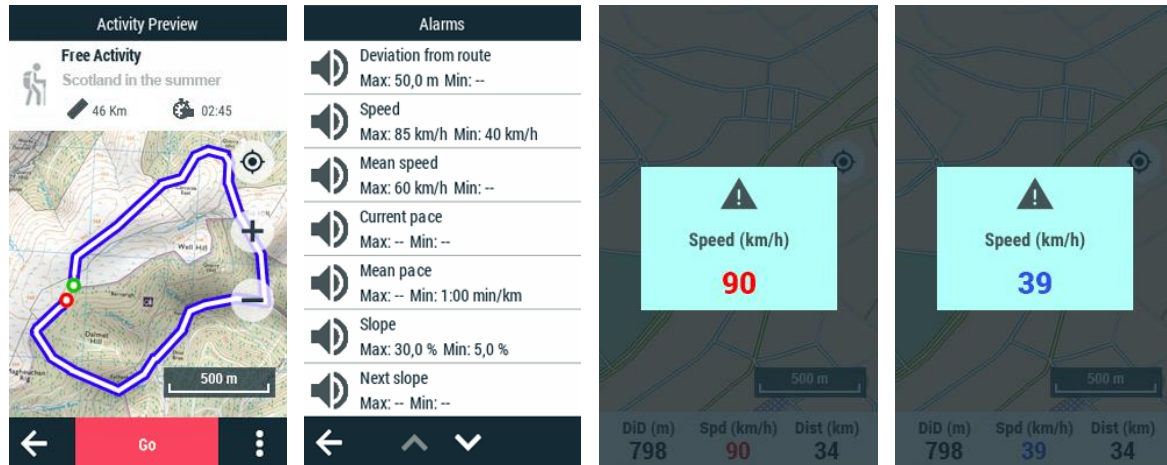 Activity Preview
Free Activity
Scotland in the summer
46 Km
02:45
Well Hill
Dalmet
Hill
500 m
Go
Alarms
Deviation from route
Max: 50,0 m Min: --
Speed
Max: 85 km/h Min: 40 km/h
Mean speed
Max: 60 km/h Min: --
Current pace
Max: -- Min: --
Mean pace
Max: -- Min: 1:00 min/km
Slope
Max: 30,0 % Min: 5,0 %
Next slope
Max: -- Min: --
Speed (km/h)
90
500 m
DiD (m) Spd (km/h) Dist (km)
798 90 34
Speed (km/h)
39
500 m
DiD (m) Spd (km/h) Dist (km)
798 39 34